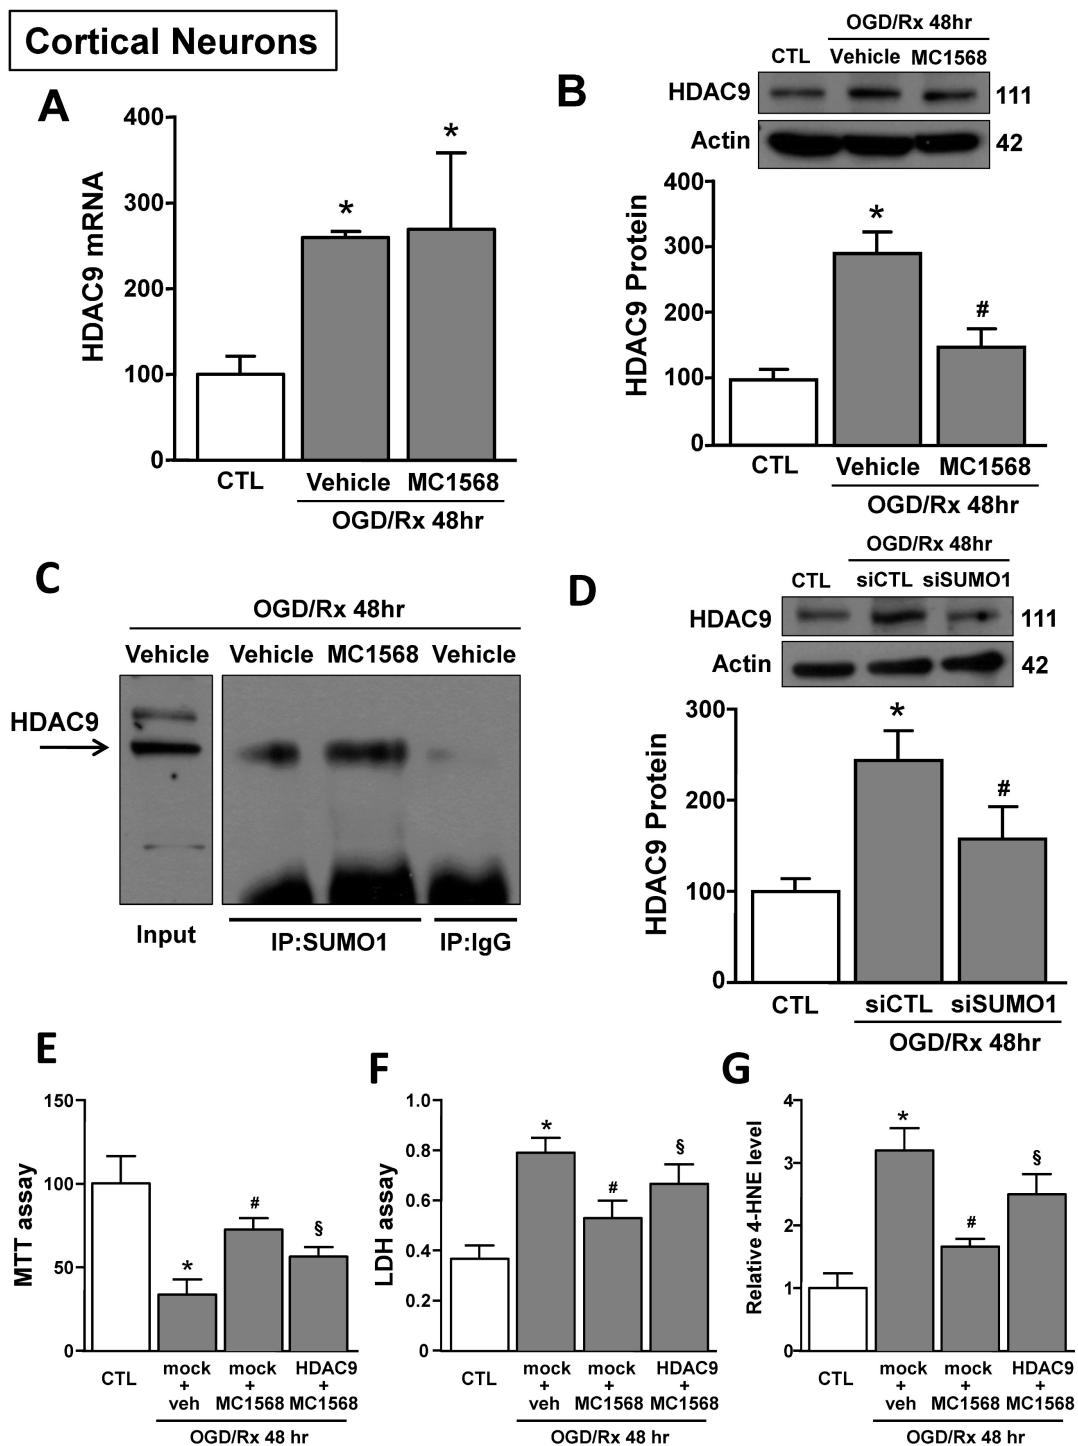 Cortical Neurons
A
HDAC9 mRNA
400
300
200
100
0
*
*
CTL
Vehicle MC1568
OGD/Rx 48hr
B
OGD/Rx 48hr
CTL Vehicle MC1568
HDAC9 111
Actin 42
HDAC9 Protein
400
300
200
100
0
*
#
CTL
Vehicle MC1568
OGD/Rx 48hr
C
OGD/Rx 48hr
Vehicle Vehicle MC1568 Vehicle
HDAC9
Input
IP:SUMO1 IP:IgG
D
OGD/Rx 48hr
CTL siCTL siSUMO1
HDAC9 111
Actin 42
HDAC9 Protein
300
200
100
0
*
#
CTL siCTL siSUMO1
OGD/Rx 48hr
E
MTT assay
150
100
50
0
*
#
§
CTL
mock mock HDAC9
+ + +
veh MC1568 MC1568
OGD/Rx 48 hr
F
LDH assay
1.0
0.8
0.6
0.4
0.2
0
*
#
§
CTL
mock mock HDAC9
+ + +
veh MC1568 MC1568
OGD/Rx 48 hr
G
Relative 4-HNE level
4
3
2
1
0
*
#
§
CTL
mock mock HDAC9
+ + +
veh MC1568 MC1568
OGD/Rx 48 hr